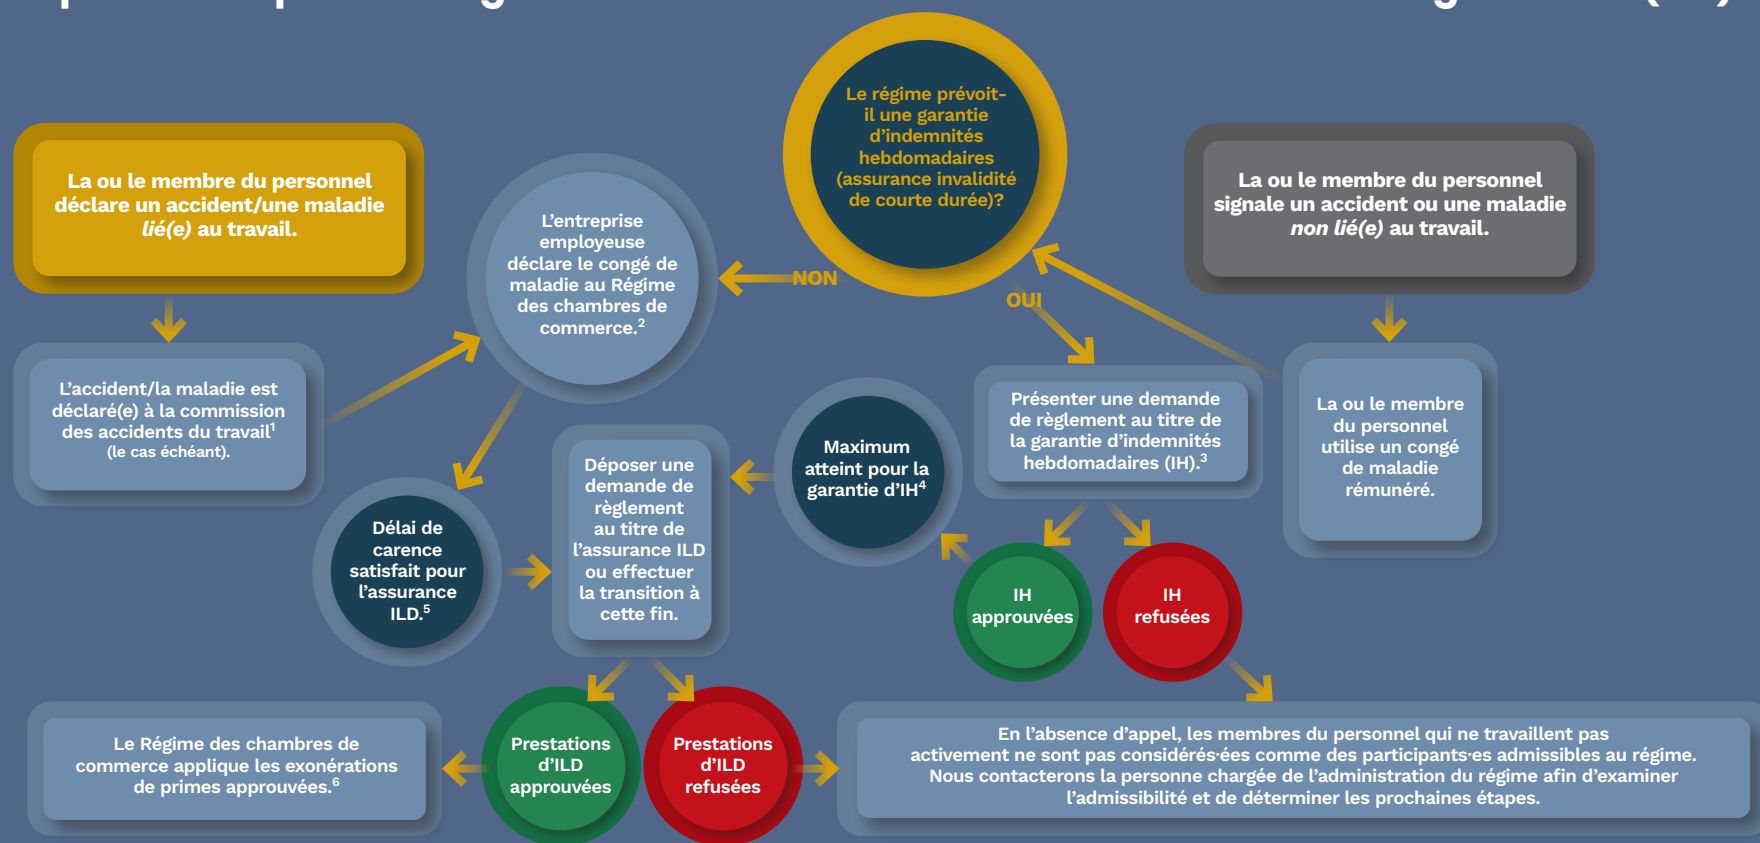 Le régime prévoit-
il une garantie
d’indemnités
hebdomadaires
(assurance invalidité
de courte durée)?
La ou le membre du personnel
déclare un accident/une maladie
lié(e) au travail.
La ou le membre du personnel
signale un accident ou une maladie
non lié(e) au travail.
L’entreprise
employeuse
déclare le congé de
maladie au Régime
des chambres de
commerce.²
NON
OUI
L’accident/la maladie est
déclaré(e) à la commission
des accidents du travail¹
(le cas échéant).
Présenter une demande
de règlement au titre de
la garantie d’indemnités
hebdomadaires (IH).³
La ou le membre
du personnel
utilise un congé
de maladie
rémunéré.
Maximum
atteint pour la
garantie d’IH⁴
Déposer une
demande de
règlement
au titre de
l’assurance ILD
ou effectuer
la transition à
cette fin.
Délai de
carence
satisfait pour
l’assurance
ILD.⁵
IH
approuvées
IH
refusées
Le Régime des chambres de
commerce applique les exonérations
de primes approuvées.⁶
Prestations
d’ILD
approuvées
Prestations
d’ILD
refusées
En l’absence d’appel, les membres du personnel qui ne travaillent pas
activement ne sont pas considérés·ées comme des participants·es admissibles au régime.
Nous contacterons la personne chargée de l’administration du régime afin d’examiner
l’admissibilité et de déterminer les prochaines étapes.